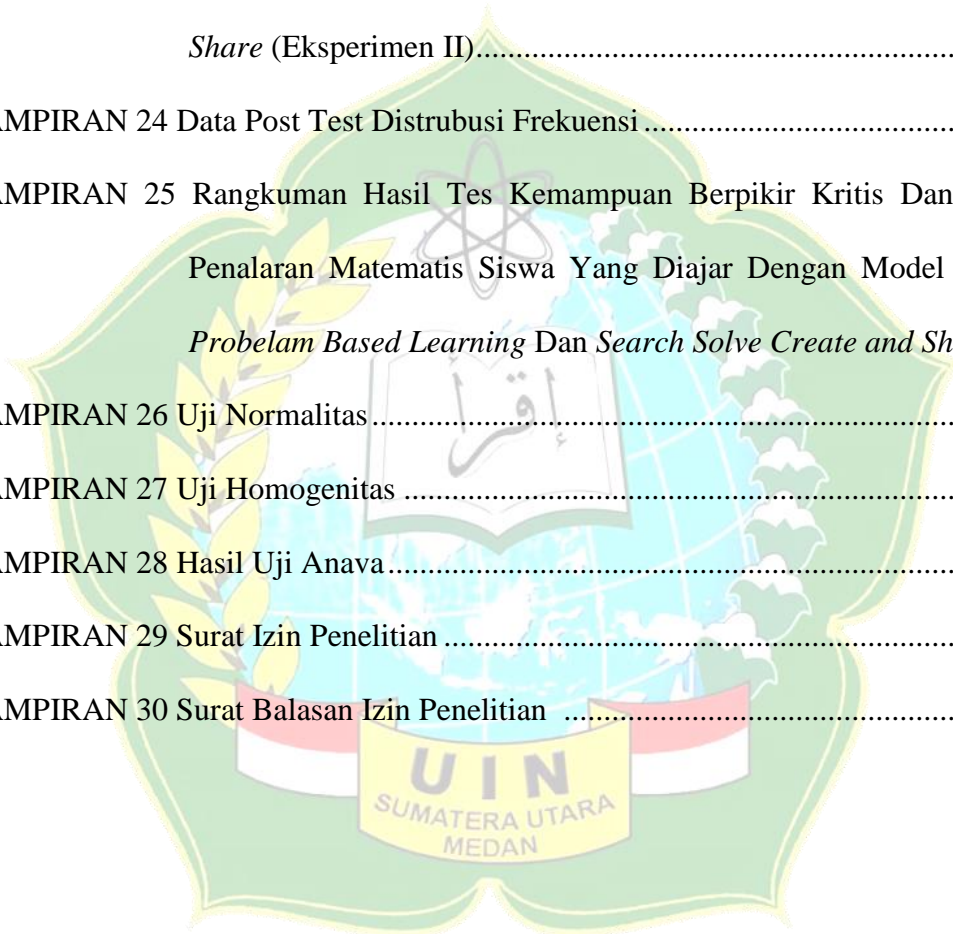 Share (Eksperimen II)..........................................................................
AMPIRAN 24 Data Post Test Distrubusi Frekuensi..........................................
AMPIRAN 25 Rangkuman Hasil Tes Kemampuan Berpikir Kritis Dan
Penalaran Matematis Siswa Yang Diajar Dengan Model
Probelam Based Learning Dan Search Solve Create and Sh
AMPIRAN 26 Uji Normalitas..........................................................................
AMPIRAN 27 Uji Homogenitas ......................................................................
AMPIRAN 28 Hasil Uji Anava........................................................................
AMPIRAN 29 Surat Izin Penelitian .................................................................
AMPIRAN 30 Surat Balasan Izin Penelitian ..................................................
إقرأ
UIN
SUMATERA UTARA
MEDAN